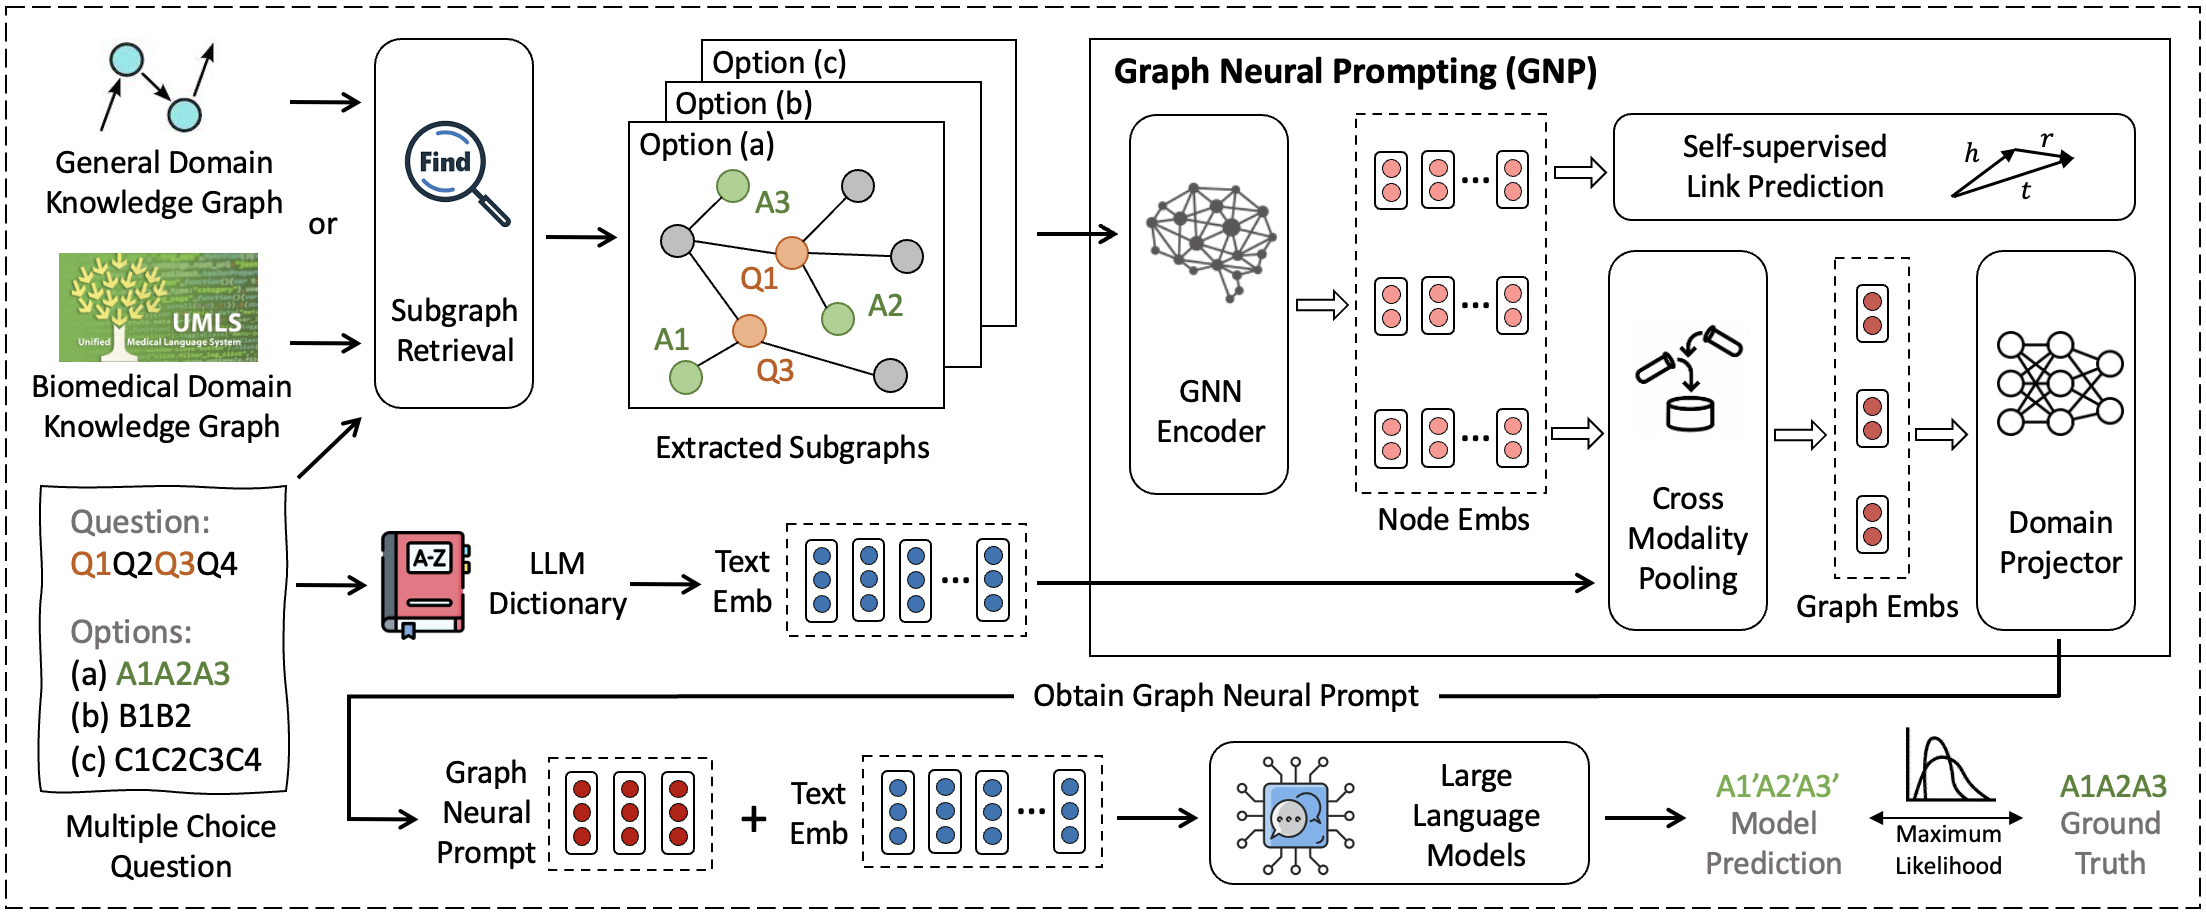 General Domain
Knowledge Graph
or
UMLS
Unified Medical Language System
Biomedical Domain
Knowledge Graph
Question:
Q1Q2Q3Q4
Options:
(a) A1A2A3
(b) B1B2
(c) C1C2C3C4
Multiple Choice
Question
Find
Subgraph
Retrieval
Option (c)
Option (b)
Option (a)
A3
Q1
A2
A1
Q3
Extracted Subgraphs
A-Z
LLM
Dictionary
Text
Emb
Graph Neural Prompting (GNP)
GNN
Encoder
Node Embs
Self-supervised
Link Prediction
h
r
t
Cross
Modality
Pooling
Graph Embs
Domain
Projector
Obtain Graph Neural Prompt
Graph
Neural
Prompt
+
Text
Emb
Large
Language
Models
A1'A2'A3'
Model
Prediction
Maximum
Likelihood
A1A2A3
Ground
Truth